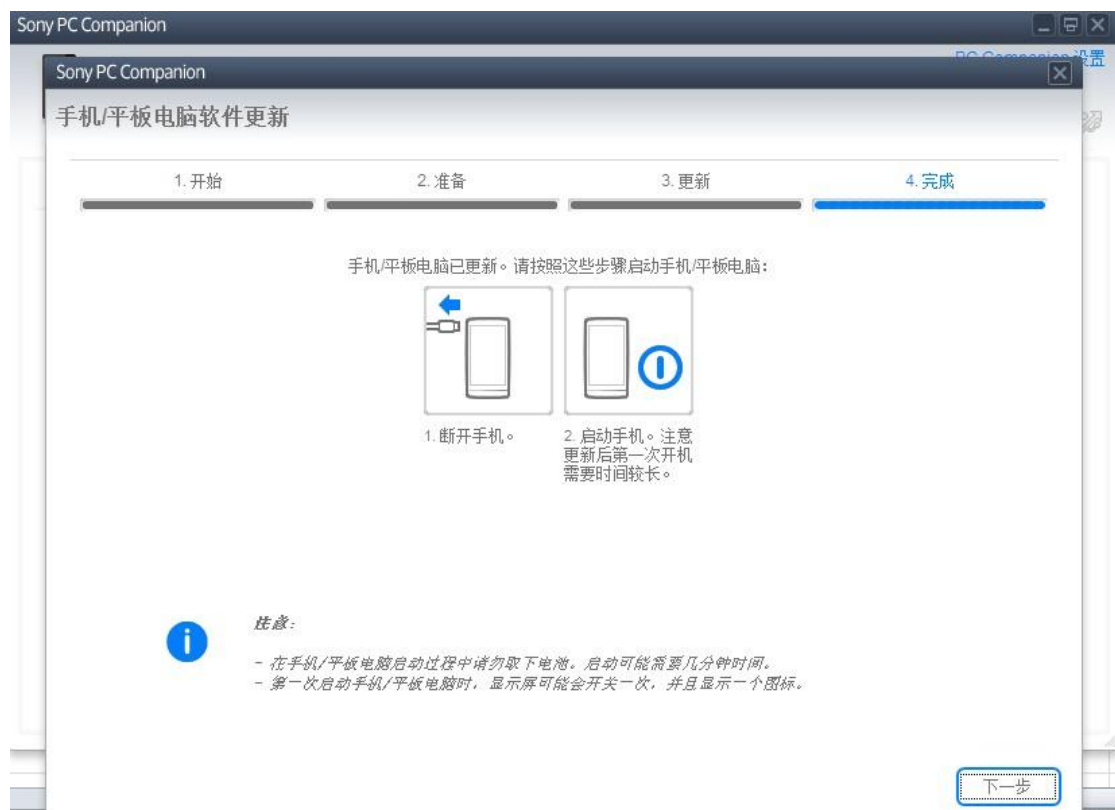 Sony PC Companion
PC Companion 设置
Sony PC Companion
手机/平板电脑软件更新
1. 开始
2. 准备
3. 更新
4. 完成
手机/平板电脑已更新。请按照这些步骤启动手机/平板电脑：
1. 断开手机。
2. 启动手机。注意
更新后第一次开机
需要时间较长。
注意：
- 在手机/平板电脑启动过程中请勿取下电池。启动可能需要几分钟时间。
- 第一次启动手机/平板电脑时，显示屏可能会开关一次，并且显示一个图标。
下一步